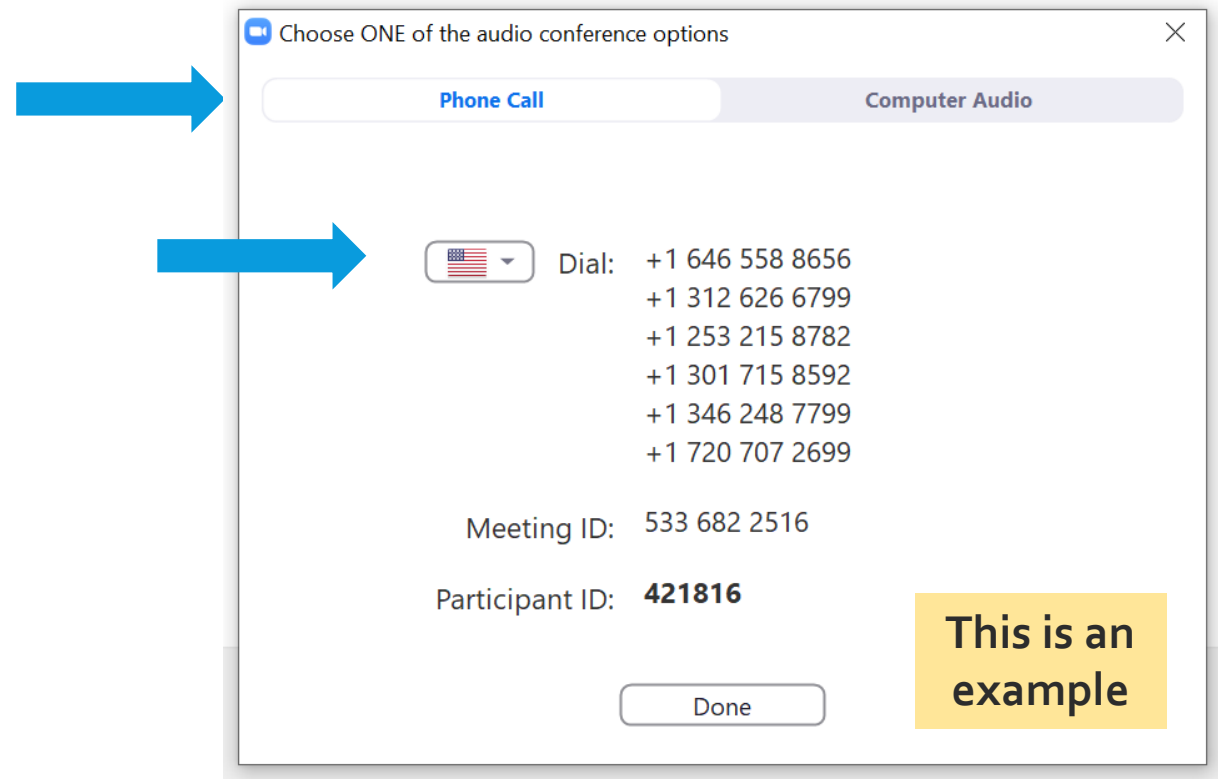 Choose ONE of the audio conference options
Phone Call Computer Audio
Dial: +1 646 558 8656
+1 312 626 6799
+1 253 215 8782
+1 301 715 8592
+1 346 248 7799
+1 720 707 2699
Meeting ID: 533 682 2516
Participant ID: 421816
This is an
example
Done